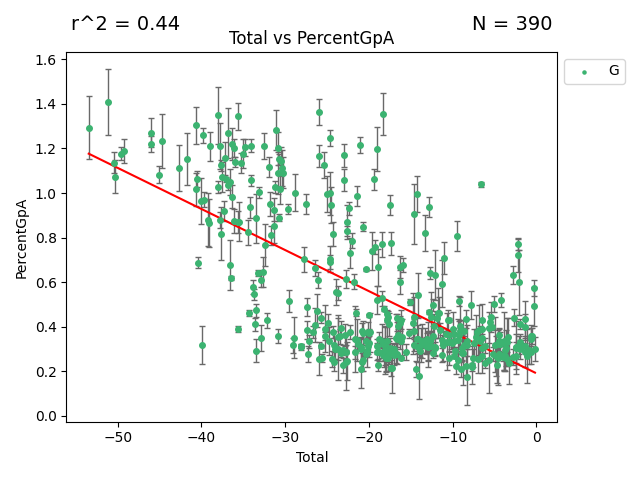 r^2 = 0.44
N = 390
Total vs PercentGpA
G
PercentGpA
1.6
1.4
1.2
1.0
0.8
0.6
0.4
0.2
0.0
−50 −40 −30 −20 −10 0
Total